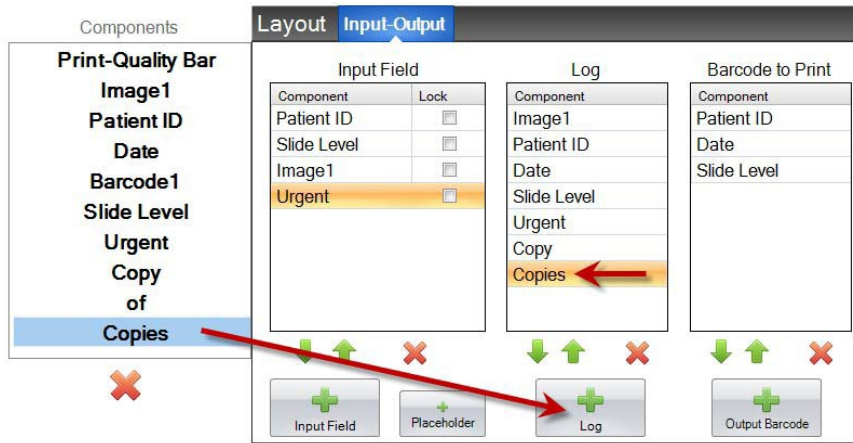 Components
Print-Quality Bar
Image1
Patient ID
Date
Barcode1
Slide Level
Urgent
Copy
of
Copies
Layout Input-Output
Input Field
Component Lock
Patient ID
Slide Level
Image1
Urgent
Input Field
Placeholder
Log
Component
Image1
Patient ID
Date
Slide Level
Urgent
Copy
Copies
Log
Barcode to Print
Component
Patient ID
Date
Slide Level
Output Barcode